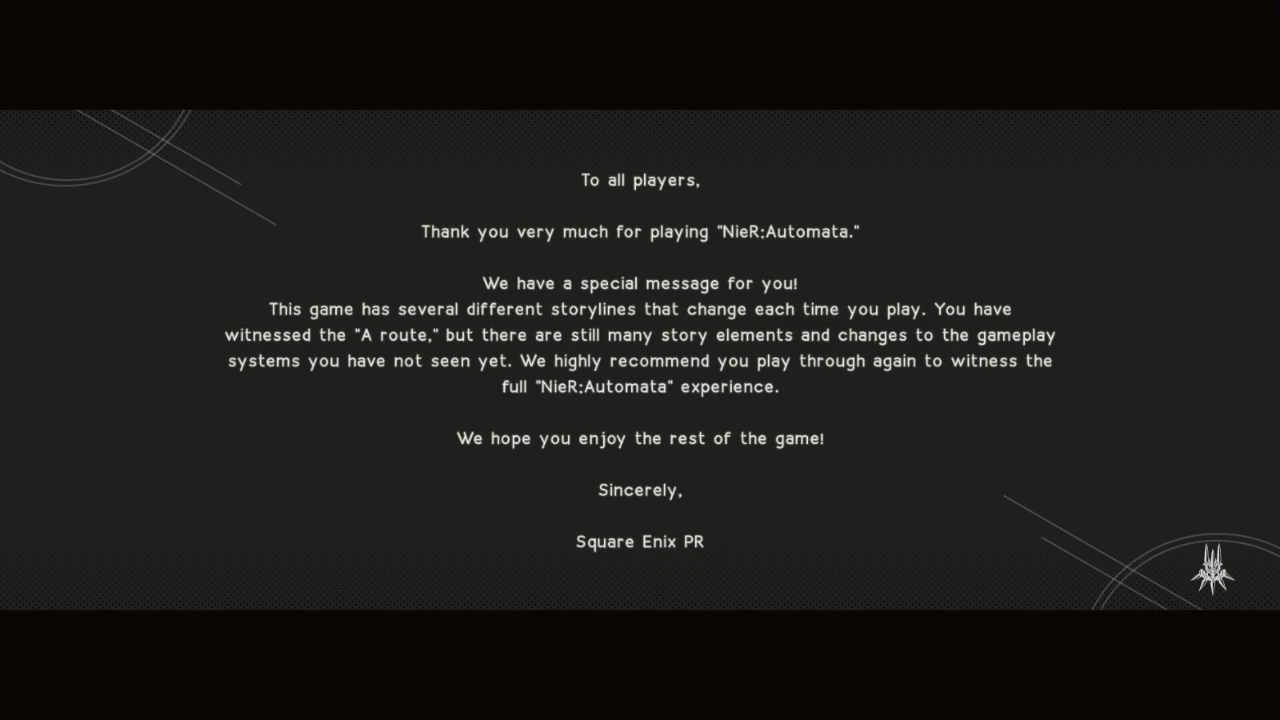 To all players,
Thank you very much for playing "NieR:Automata."
We have a special message for you!
This game has several different storylines that change each time you play. You have
witnessed the "A route," but there are still many story elements and changes to the gameplay
systems you have not seen yet. We highly recommend you play through again to witness the
full "NieR:Automata" experience.
We hope you enjoy the rest of the game!
Sincerely,
Square Enix PR